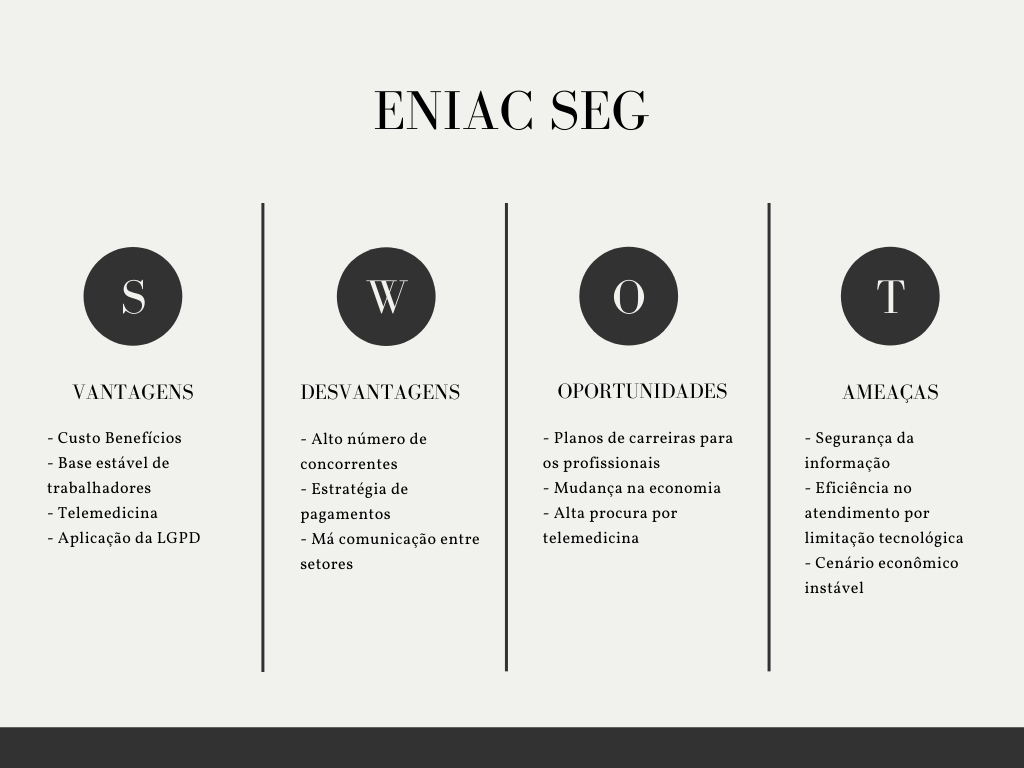 ENIAC SEG
S
VANTAGENS
- Custo Benefícios
- Base estável de
trabalhadores
- Telemedicina
- Aplicação da LGPD
W
DESVANTAGENS
- Alto número de
concorrentes
- Estratégia de
pagamentos
- Má comunicação entre
setores
O
OPORTUNIDADES
- Planos de carreiras para
os profissionais
- Mudança na economia
- Alta procura por
telemedicina
T
AMEAÇAS
- Segurança da
informação
- Eficiência no
atendimento por
limitação tecnológica
- Cenário econômico
instável